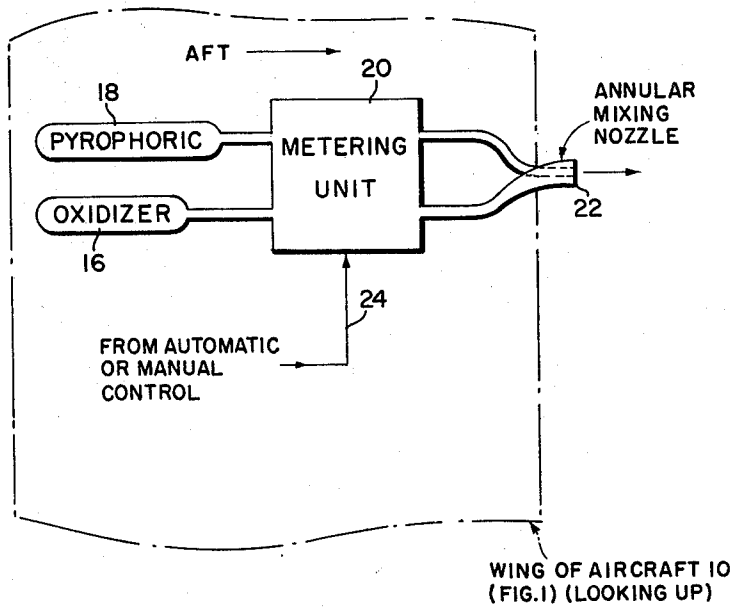 AFT
18
20
ANNULAR
MIXING
NOZZLE
PYROPHORIC
METERING
UNIT
22
OXIDIZER
16
24
FROM AUTOMATIC
OR MANUAL
CONTROL
WING OF AIRCRAFT 10
(FIG.1) (LOOKING UP)